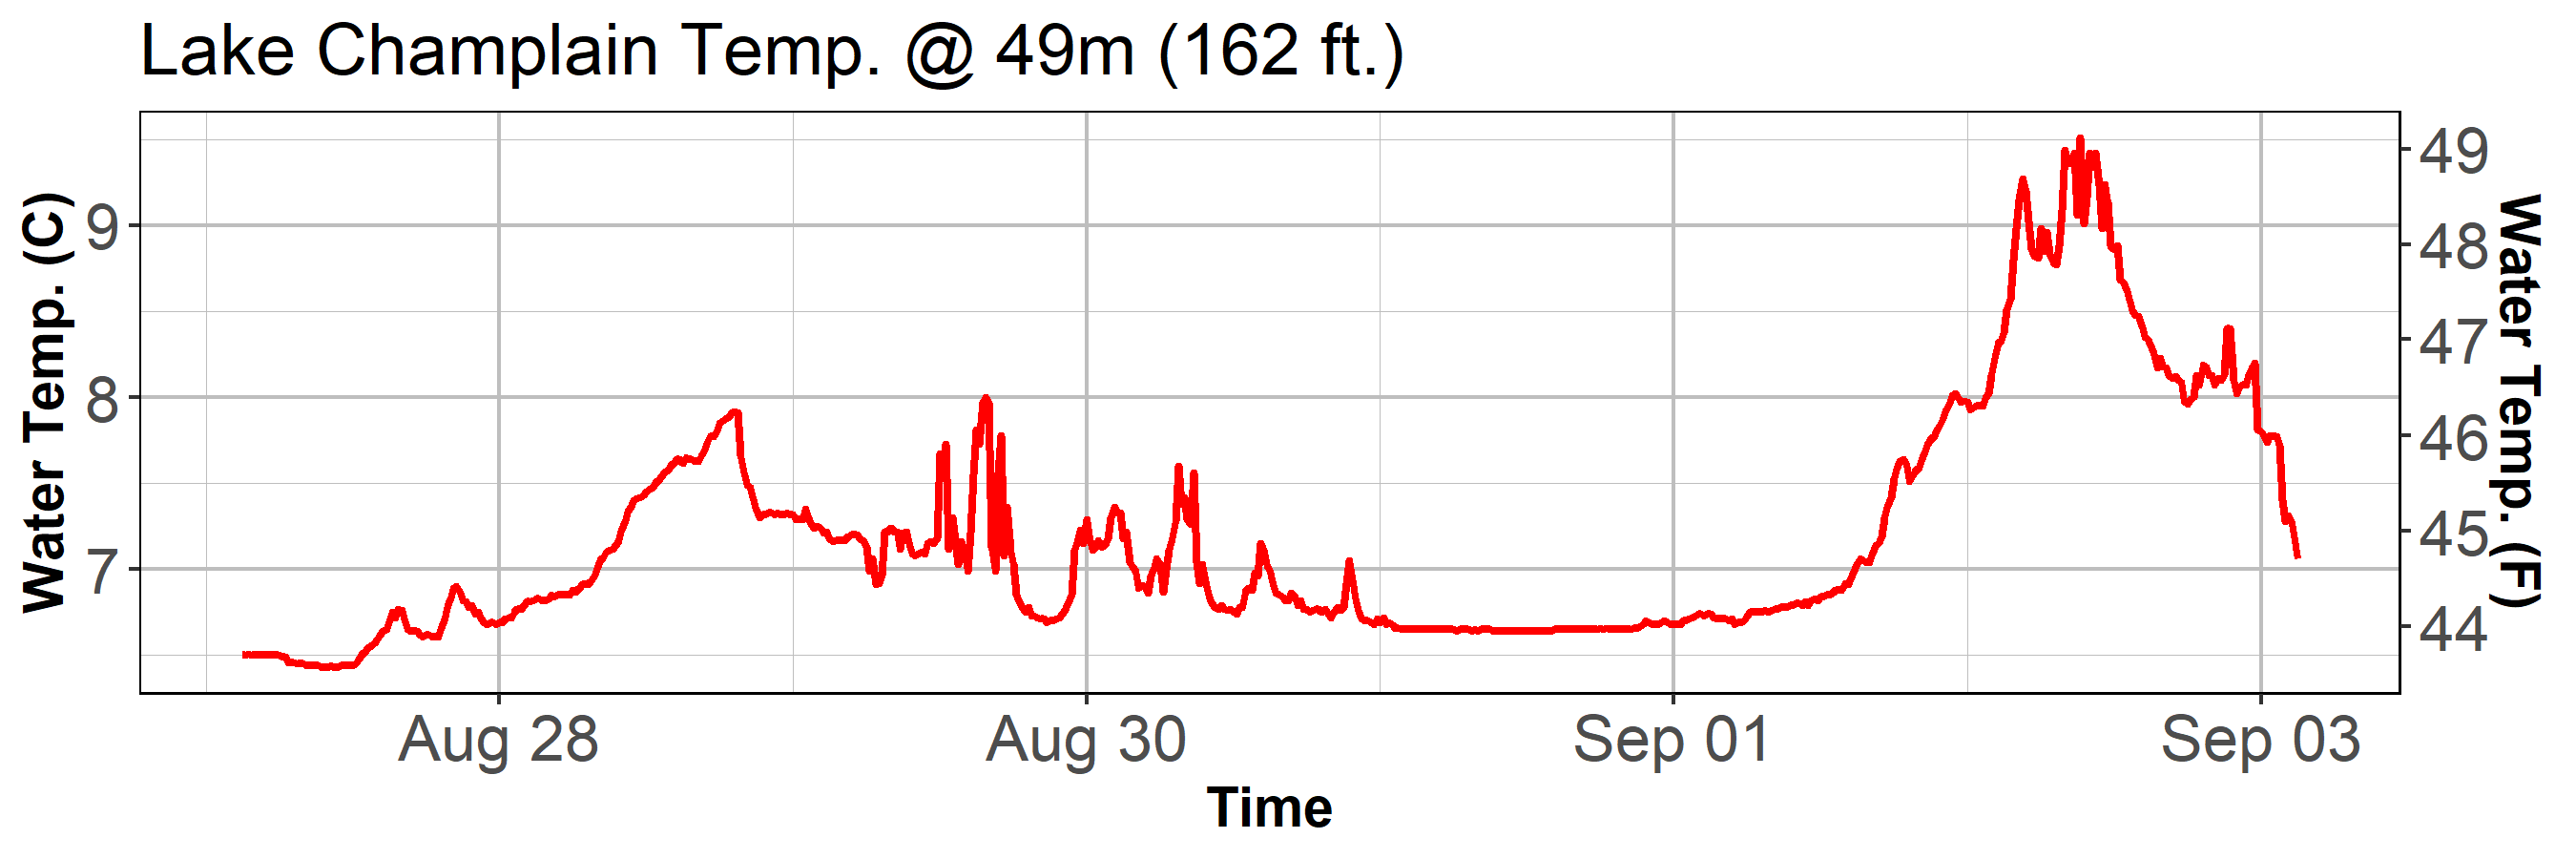 Lake Champlain Temp. @ 49m (162 ft.)
Water Temp. (C)
9
8
7
49
48
47
46
45
44
Water Temp. (F)
Aug 28 Aug 30 Sep 01 Sep 03
Time